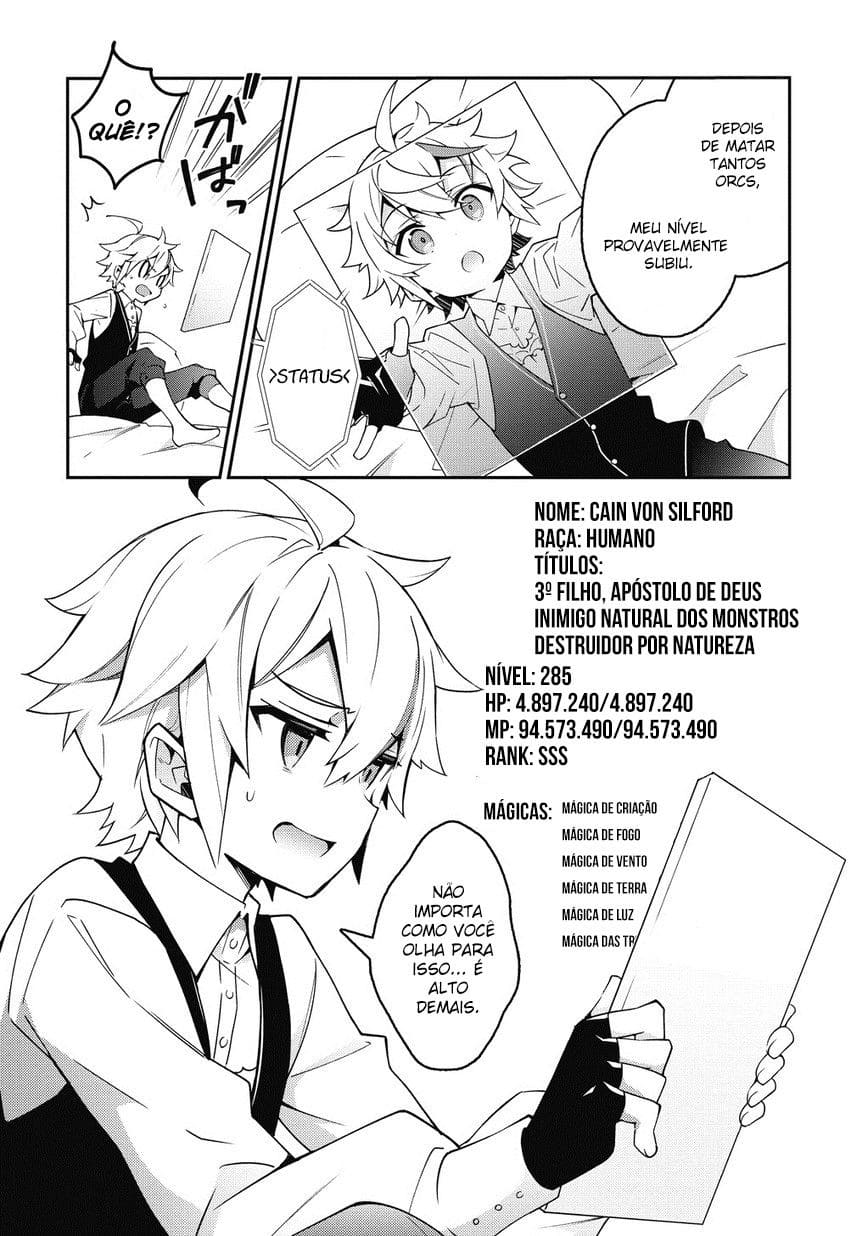 DEPOIS
DE MATAR
TANTOS
ORCS,
MEU NÍVEL
PROVAVELMENTE
SUBIU.
>STATUS<
O
QUÊ!?
がばっ
NOME: CAIN VON SILFORD
RAÇA: HUMANO
TÍTULOS:
3º FILHO, APÓSTOLO DE DEUS
INIMIGO NATURAL DOS MONSTROS
DESTRUIDOR POR NATUREZA
NÍVEL: 285
HP: 4.897.240/4.897.240
MP: 94.573.490/94.573.490
RANK: SSS
MÁGICAS: MÁGICA DE CRIAÇÃO
MÁGICA DE FOGO
MÁGICA DE VENTO
MÁGICA DE TERRA
MÁGICA DE LUZ
MÁGICA DAS TR
NÃO
IMPORTA
COMO VOCÊ
OLHA PARA
ISSO... É
ALTO
DEMAIS.